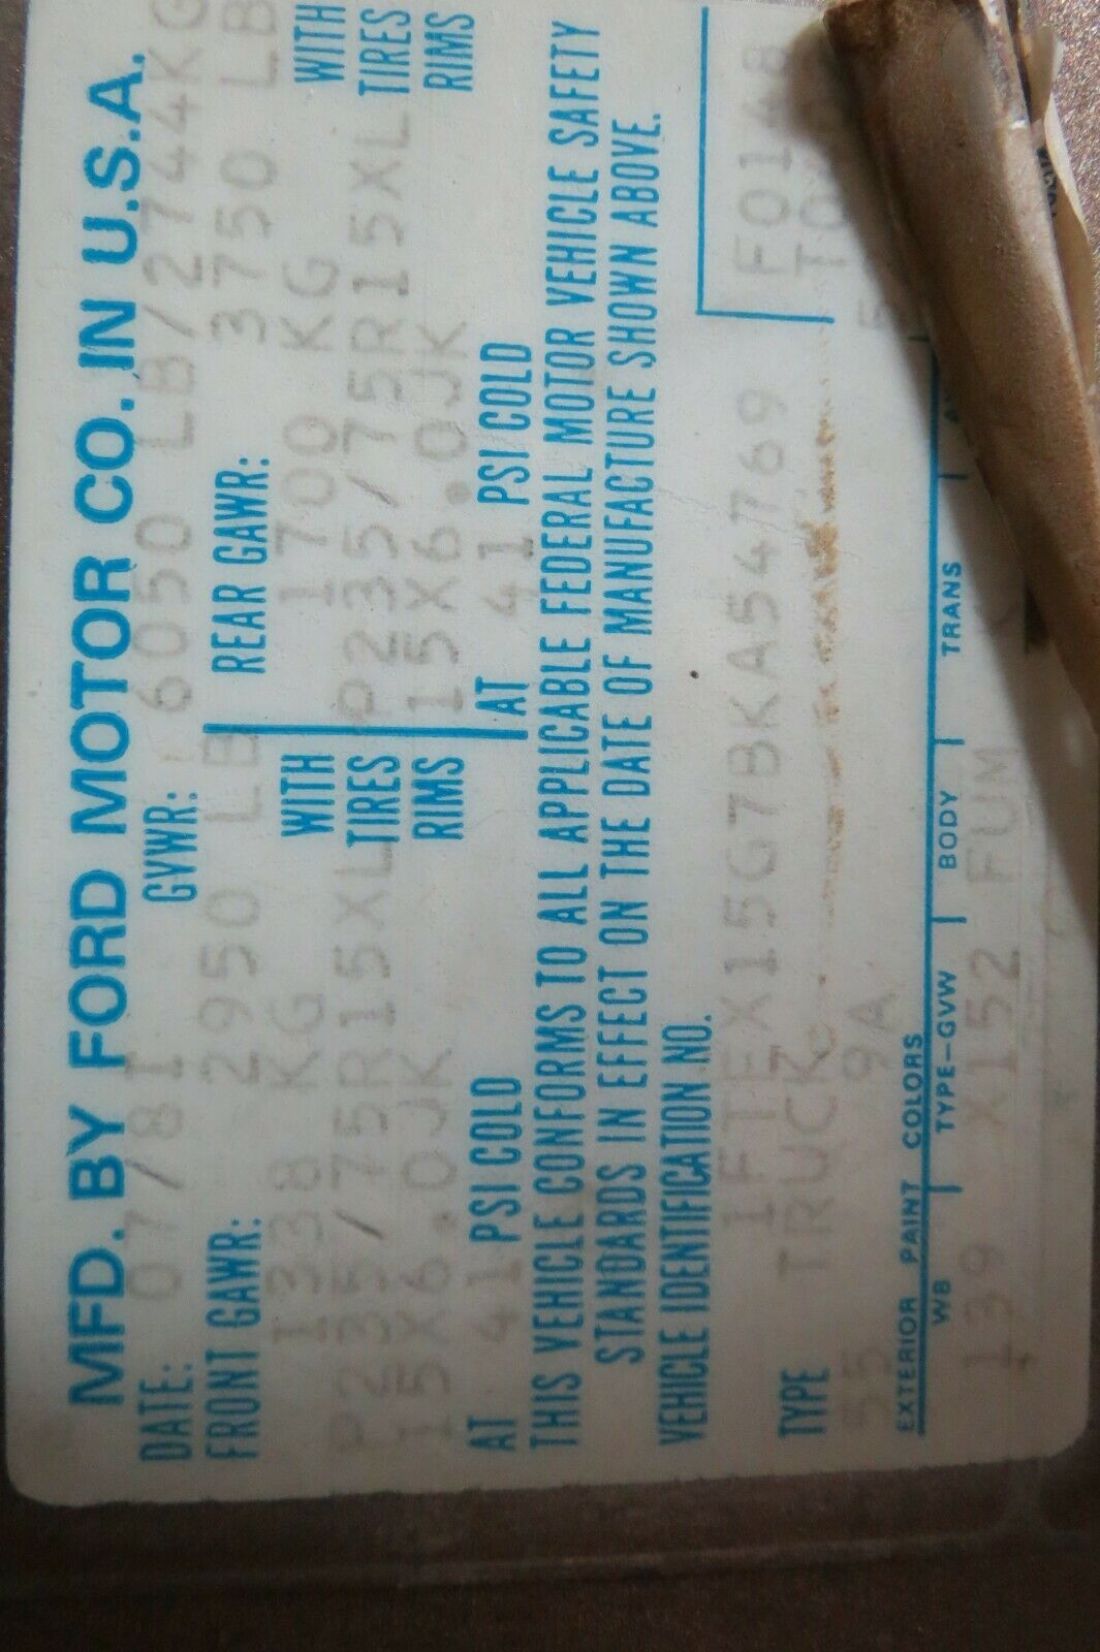 MFD. BY FORD MOTOR CO. IN U.S.A.
DATE: 07/81 GVWR: 6050 LB/2744KG
FRONT GAWR: 2950 LB REAR GAWR: 3750 LB
1338 KG WITH 1700 KG WITH
P235/75R15XL TIRES P235/75R15XL TIRES
15X6.0JK RIMS 15X6.0JK RIMS
AT 41 PSI COLD AT 41 PSI COLD
THIS VEHICLE CONFORMS TO ALL APPLICABLE FEDERAL MOTOR VEHICLE SAFETY
STANDARDS IN EFFECT ON THE DATE OF MANUFACTURE SHOWN ABOVE.
VEHICLE IDENTIFICATION NO.
1FTEX15G7BKA54769 F0148
TYPE TRUCK
55 9A
EXTERIOR PAINT COLORS
WB TYPE-GVW BODY TRANS
139 X152 FUM